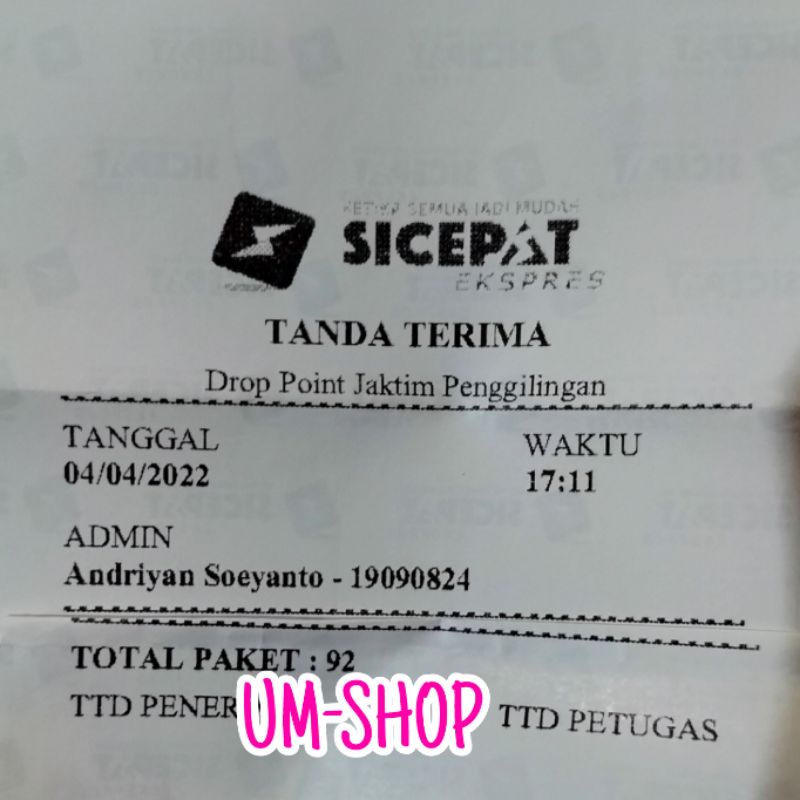 SEMUA JADI MUDAH
SICEPAT
EKSPRES
TANDA TERIMA
Drop Point Jaktim Penggilingan
TANGGAL WAKTU
04/04/2022 17:11
ADMIN
Andriyan Soeyanto - 19090824
TOTAL PAKET : 92
TTD PENER UM-SHOP TTD PETUGAS